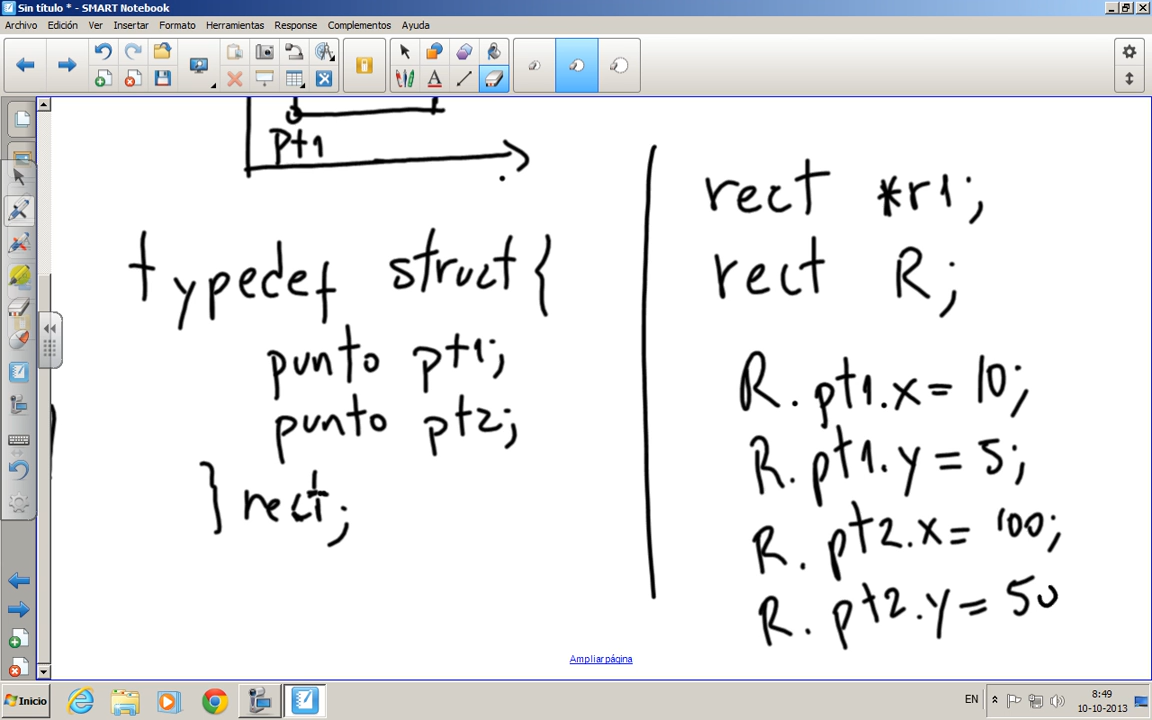 Sin título * - SMART Notebook
Archivo Edición Ver Insertar Formato Herramientas Response Complementos Ayuda
pt1
typedef struct {
punto pt1;
punto pt2;
} rect;
rect *r1;
rect R;
R.pt1.x = 10;
R.pt1.y = 5;
R.pt2.x = 100;
R.pt2.y = 50
Ampliar página
Inicio
EN
8:49
10-10-2013